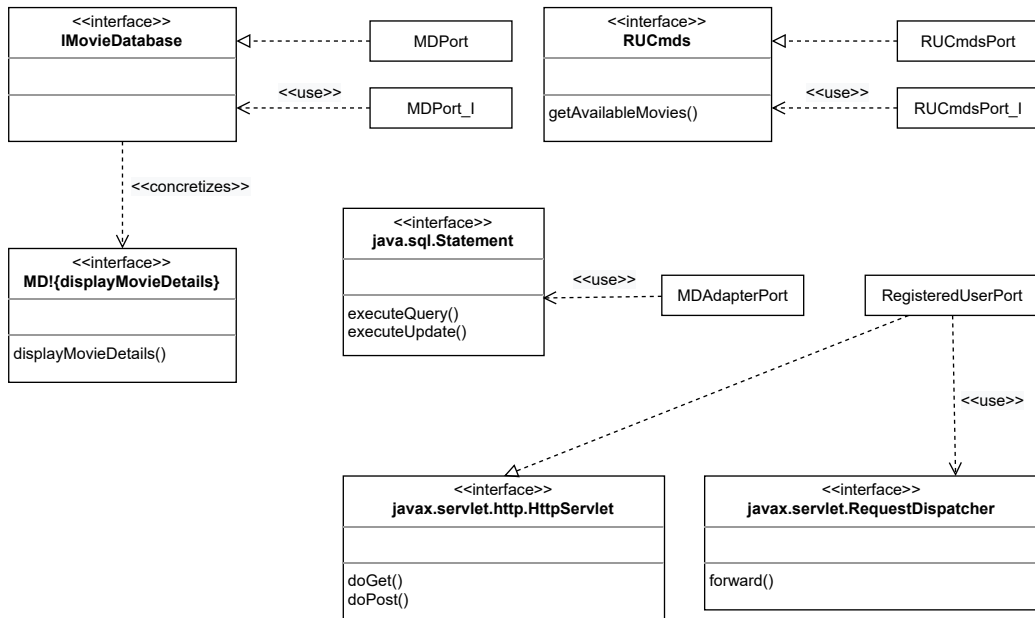 <<interface>>
IMovieDatabase
MDPort
<<use>>
MDPort_I
<<interface>>
RUCmds
getAvailableMovies()
RUCmdsPort
<<use>>
RUCmdsPort_I
<<concretizes>>
<<interface>>
MD!{displayMovieDetails}
displayMovieDetails()
<<interface>>
java.sql.Statement
executeQuery()
executeUpdate()
<<use>>
MDAdapterPort
RegisteredUserPort
<<use>>
<<interface>>
javax.servlet.http.HttpServlet
doGet()
doPost()
<<interface>>
javax.servlet.RequestDispatcher
forward()